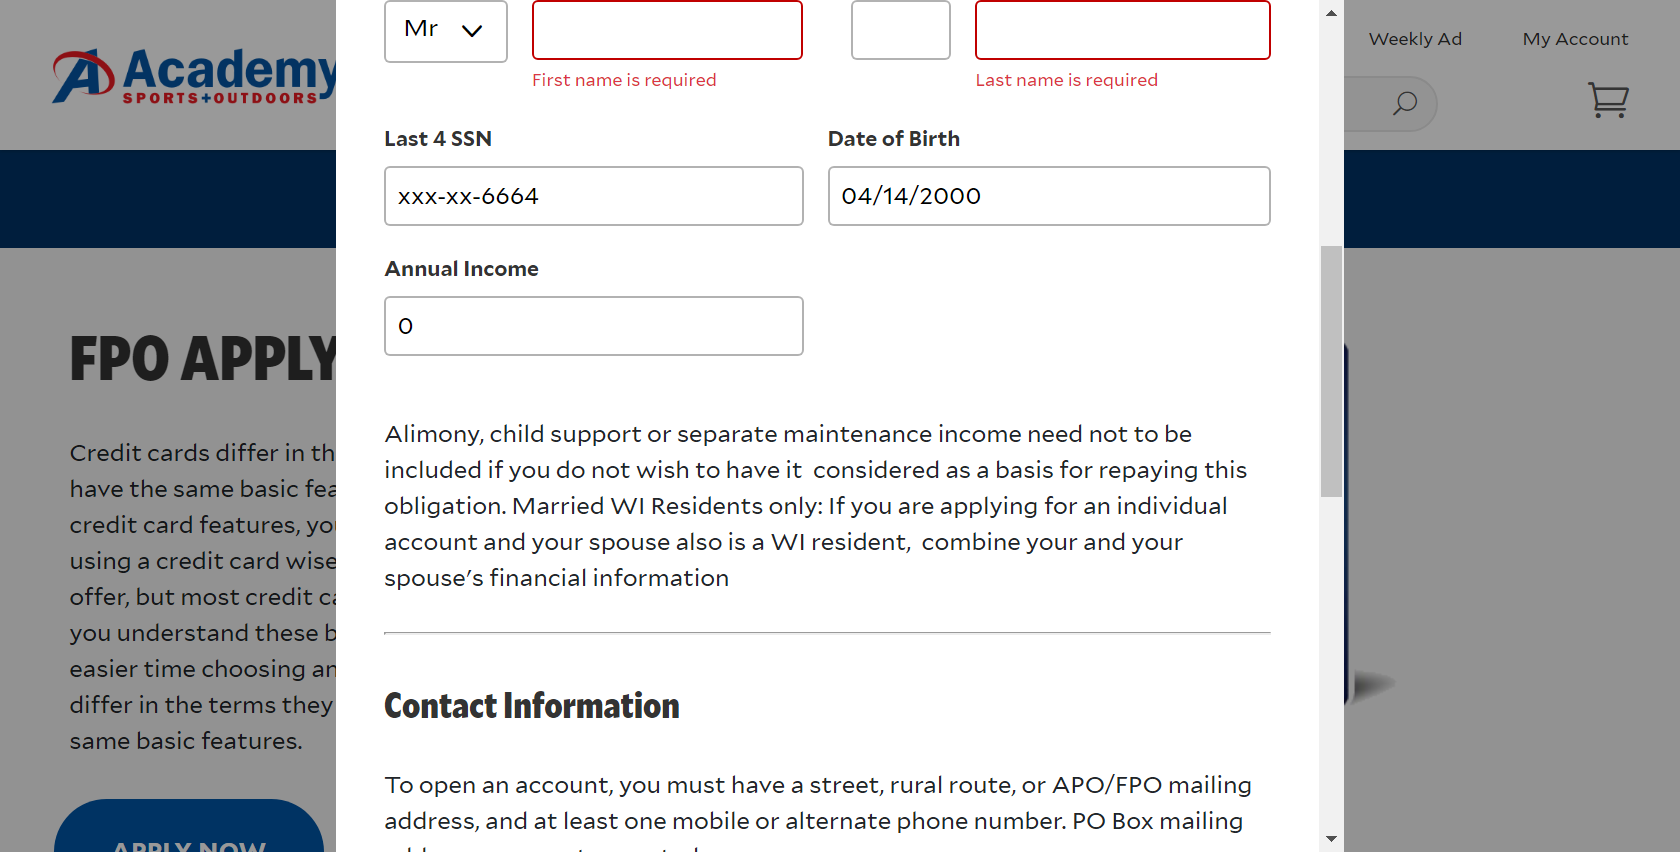 Mr
First name is required
Last name is required
Last 4 SSN
Date of Birth
xxx-xx-6664
04/14/2000
Annual Income
0
Alimony, child support or separate maintenance income need not to be
included if you do not wish to have it considered as a basis for repaying this
obligation. Married WI Residents only: If you are applying for an individual
account and your spouse also is a WI resident, combine your and your
spouse's financial information
Contact Information
To open an account, you must have a street, rural route, or APO/FPO mailing
address, and at least one mobile or alternate phone number. PO Box mailing
Academy
SPORTS+OUTDOORS
Weekly Ad
My Account
FPO APPLY
Credit cards differ in th
have the same basic fea
credit card features, yo
using a credit card wise
offer, but most credit ca
you understand these b
easier time choosing an
differ in the terms they
same basic features.
APPLY NOW